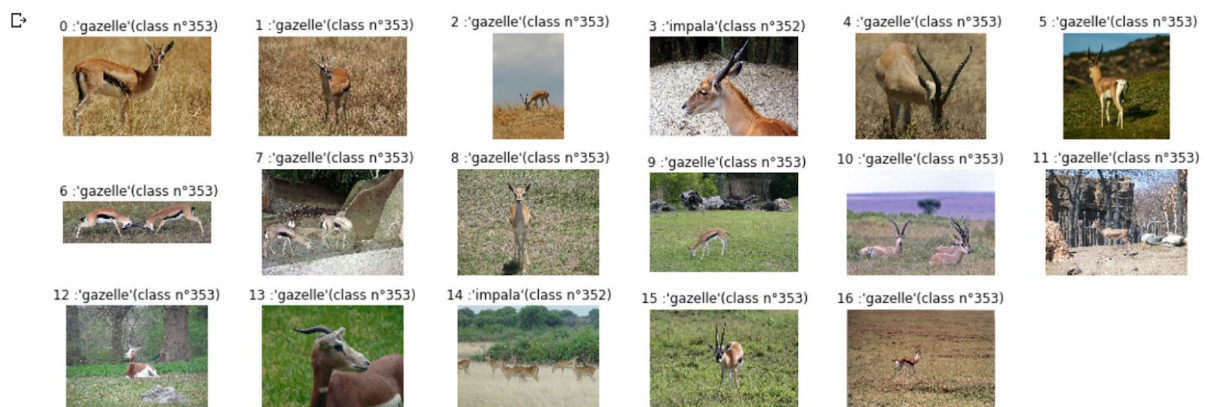 0 :'gazelle'(class n°353)
1 :'gazelle'(class n°353)
2 :'gazelle'(class n°353)
3 :'impala'(class n°352)
4 :'gazelle'(class n°353)
5 :'gazelle'(class n°353)
6 :'gazelle'(class n°353)
7 :'gazelle'(class n°353)
8 :'gazelle'(class n°353)
9 :'gazelle'(class n°353)
10 :'gazelle'(class n°353)
11 :'gazelle'(class n°353)
12 :'gazelle'(class n°353)
13 :'gazelle'(class n°353)
14 :'impala'(class n°352)
15 :'gazelle'(class n°353)
16 :'gazelle'(class n°353)